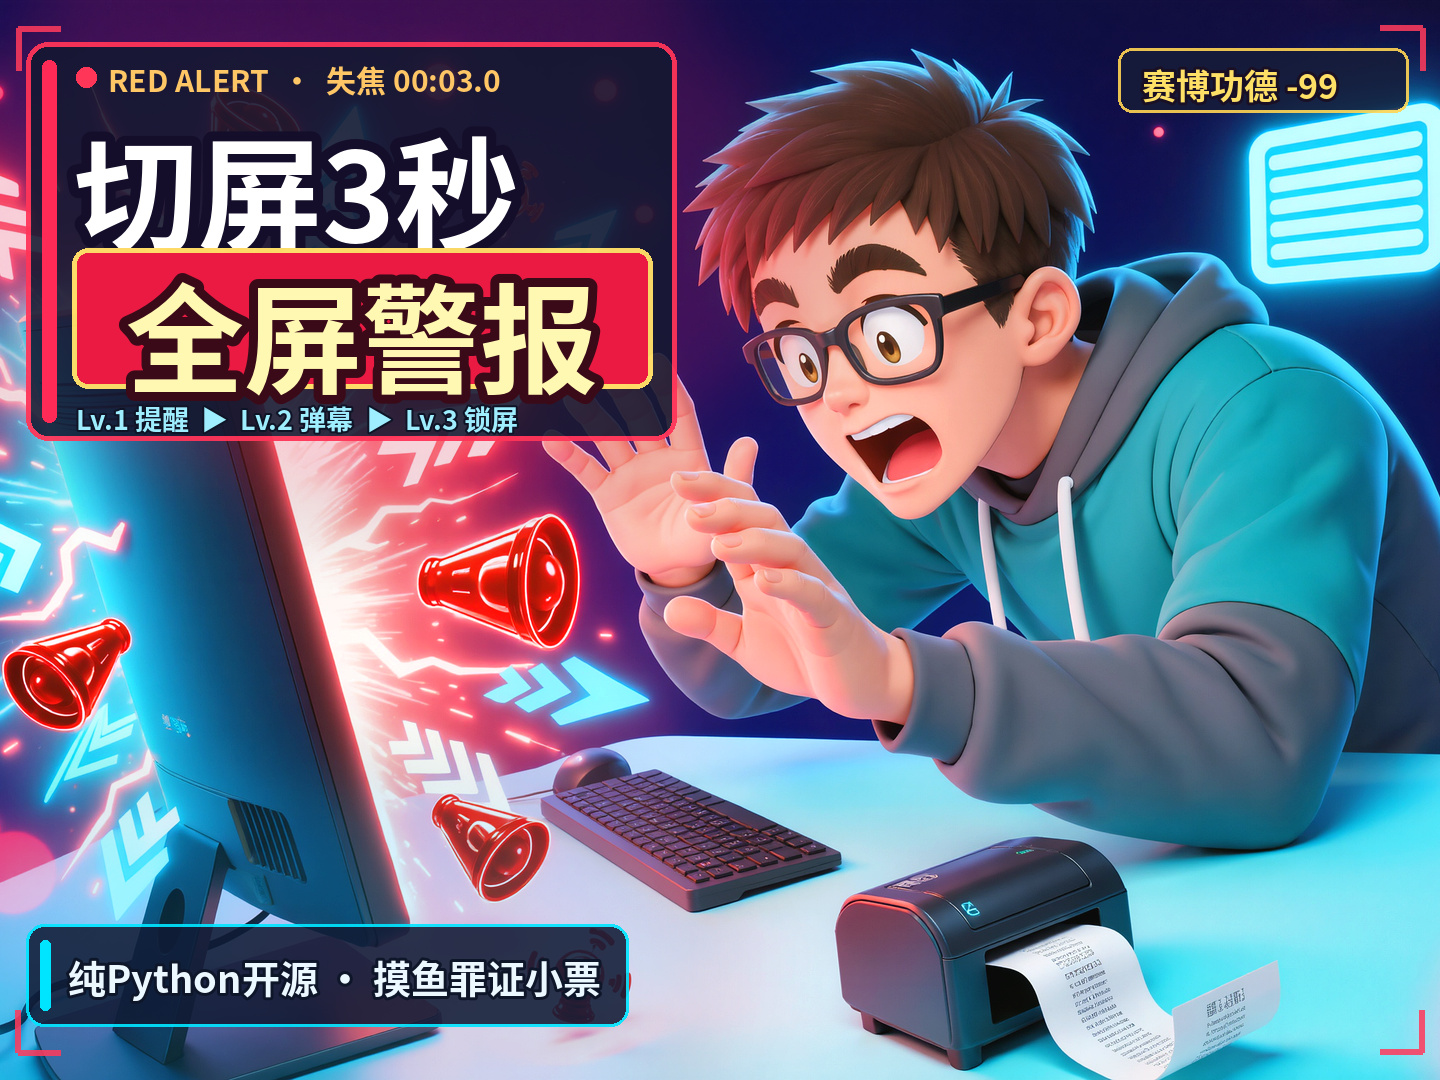 RED ALERT · 失焦 00:03.0
赛博功德 -99
切屏3秒
全屏警报
Lv.1 提醒 ▶ Lv.2 弹幕 ▶ Lv.3 锁屏
纯Python开源 · 摸鱼罪证小票